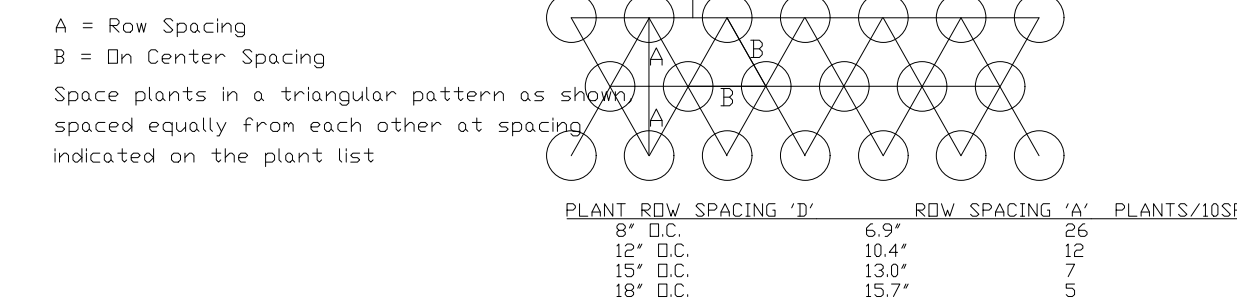 A = Row Spacing
B = On Center Spacing
Space plants in a triangular pattern as shown,
spaced equally from each other at spacing
indicated on the plant list
A
B
B
A
PLANT ROW SPACING 'D' ROW SPACING 'A' PLANTS/10SF
8" O.C. 6.9" 26
12" O.C. 10.4" 12
15" O.C. 13.0" 7
18" O.C. 15.7" 5